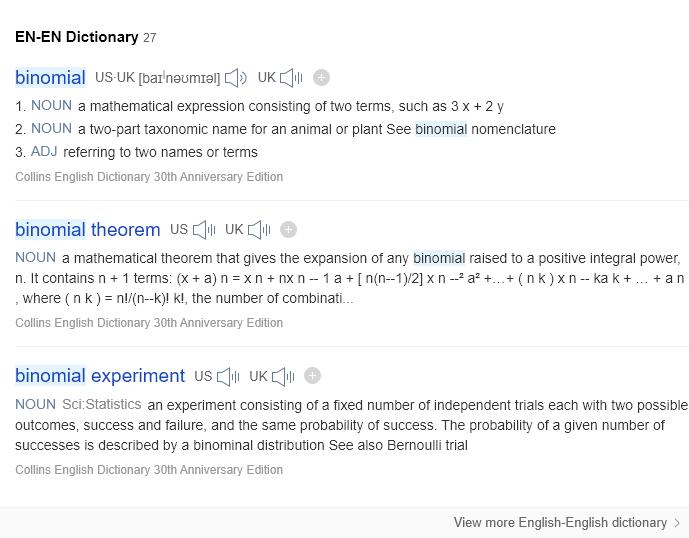 EN-EN Dictionary 27
binomial US·UK [baɪˈnəʊmɪəl] UK
1. NOUN a mathematical expression consisting of two terms, such as 3 x + 2 y
2. NOUN a two-part taxonomic name for an animal or plant See binomial nomenclature
3. ADJ referring to two names or terms
Collins English Dictionary 30th Anniversary Edition
binomial theorem US UK
NOUN a mathematical theorem that gives the expansion of any binomial raised to a positive integral power,
n. It contains n + 1 terms: (x + a) n = x n + nx n -- 1 a + [ n(n--1)/2] x n --² a² +…+ ( n k ) x n -- ka k + … + a n
, where ( n k ) = n!/(n--k)! k!, the number of combinati...
Collins English Dictionary 30th Anniversary Edition
binomial experiment US UK
NOUN Sci:Statistics an experiment consisting of a fixed number of independent trials each with two possible
outcomes, success and failure, and the same probability of success. The probability of a given number of
successes is described by a binominal distribution See also Bernoulli trial
Collins English Dictionary 30th Anniversary Edition
View more English-English dictionary >